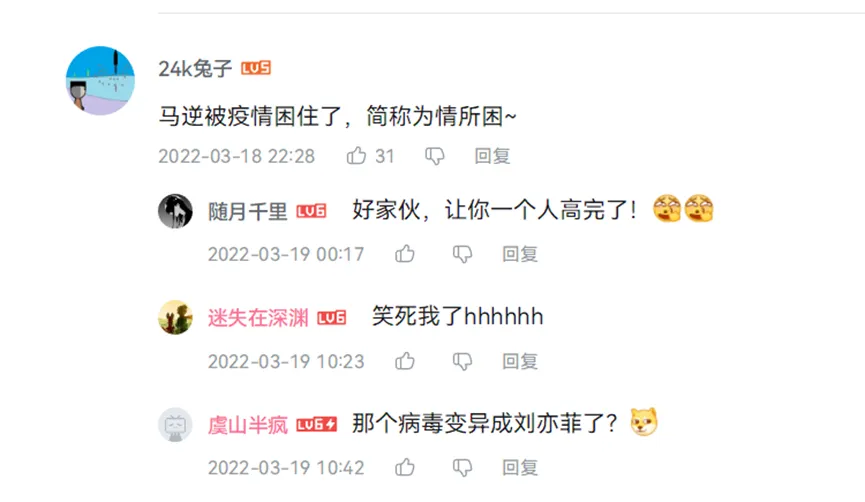 24k兔子 LV5
马逆被疫情困住了，简称为情所困~
2022-03-18 22:28 31 回复
随月千里 LV6 好家伙，让你一个人高完了！
2022-03-19 00:17 回复
迷失在深渊 LV6 笑死我了hhhhhh
2022-03-19 10:23 回复
虞山半疯 LV6 那个病毒变异成刘亦菲了？
2022-03-19 10:42 回复